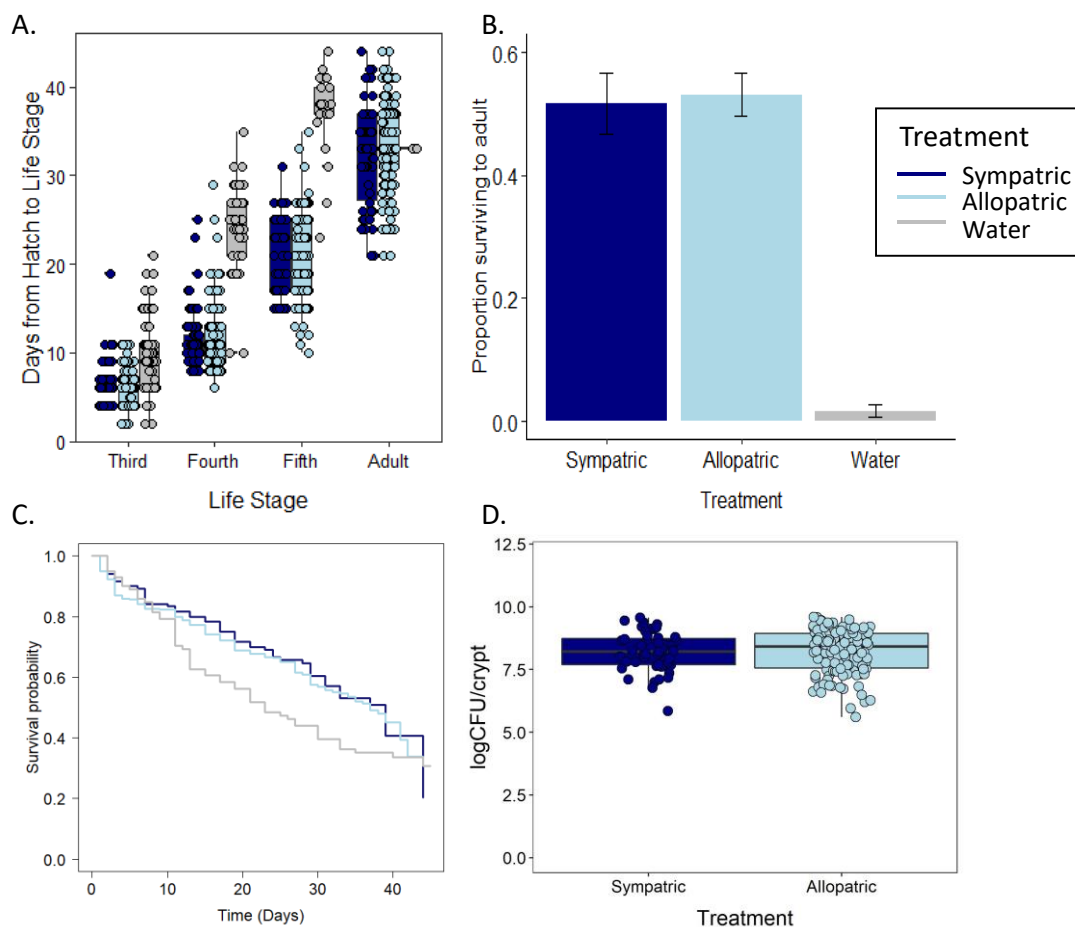 A.
Days from Hatch to Life Stage
40
30
20
10
0
Third Fourth Fifth Adult
Life Stage
B.
Proportion surviving to adult
0.6
0.4
0.2
0.0
Sympatric Allopatric Water
Treatment
Treatment
Sympatric
Allopatric
Water
C.
Survival probability
1.0
0.8
0.6
0.4
0.2
0.0
0 10 20 30 40
Time (Days)
D.
logCFU/crypt
12.5
10.0
7.5
5.0
2.5
0.0
Sympatric Allopatric
Treatment